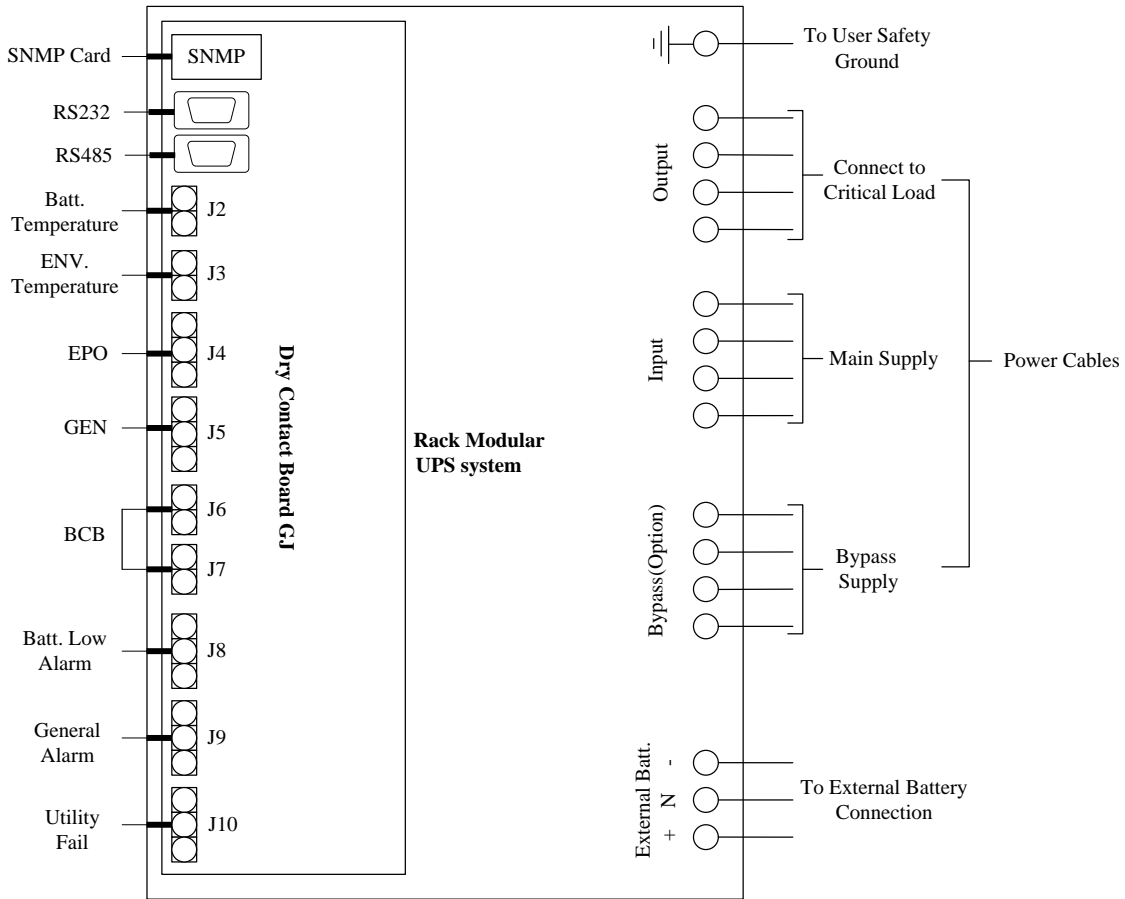 SNMP Card
SNMP
RS232
RS485
Batt.
Temperature
J2
ENV.
Temperature
J3
EPO
J4
GEN
J5
BCB
J6
J7
Batt. Low
Alarm
J8
General
Alarm
J9
Utility
Fail
J10
Dry Contact Board GJ
Rack Modular
UPS system
To User Safety
Ground
Output
Connect to
Critical Load
Input
Main Supply
Power Cables
Bypass(Option)
Bypass
Supply
External Batt.
-
N
+
To External Battery
Connection